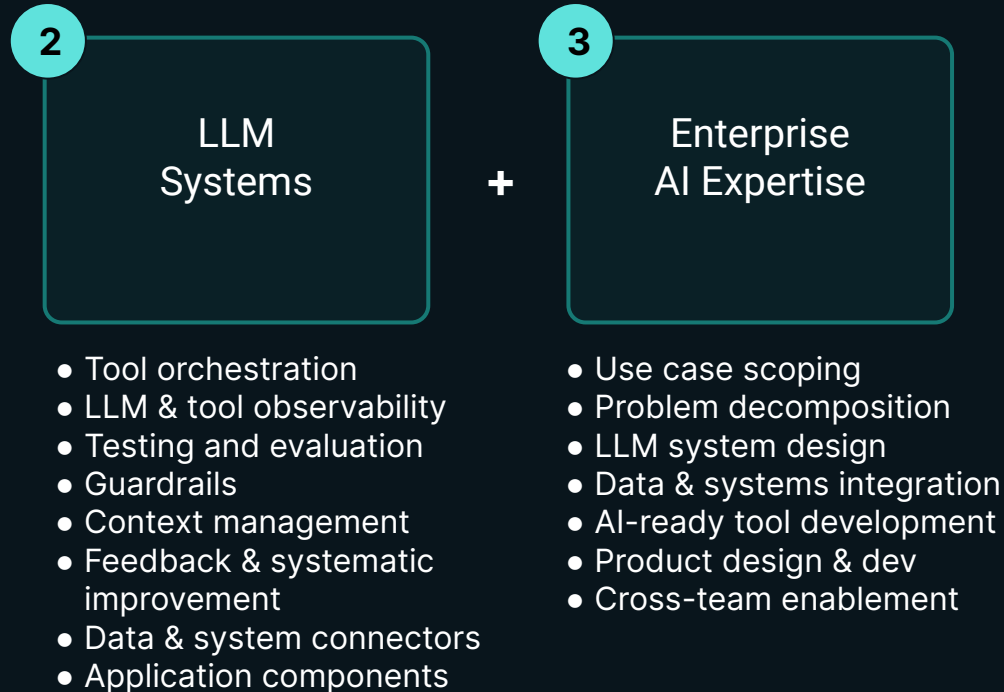 2
LLM
Systems
● Tool orchestration
● LLM & tool observability
● Testing and evaluation
● Guardrails
● Context management
● Feedback & systematic
improvement
● Data & system connectors
● Application components
+
3
Enterprise
AI Expertise
● Use case scoping
● Problem decomposition
● LLM system design
● Data & systems integration
● AI-ready tool development
● Product design & dev
● Cross-team enablement